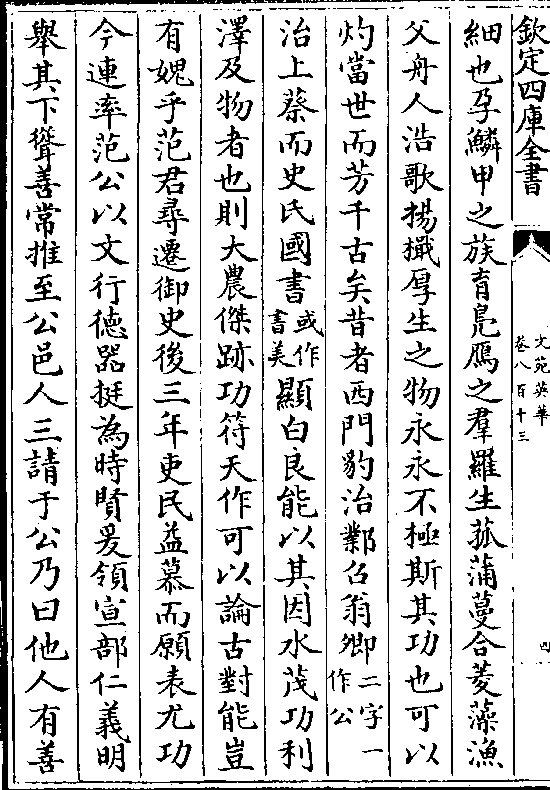 欽定四庫全書
文苑英華
卷八百十三
四
細也孕鱗甲之族育鳧鴈之羣羅生菰蒲蔓合菱藻漁
父舟人浩歌揚檝厚生之物永永不極斯其功也可以
灼當世而芳千古矣昔者西門豹治鄴召翁卿二字一作公
治上蔡而史氏國書或作書美顯白良能以其因水茂功利
澤及物者也則大農傑跡功符天作可以論古對能豈
有媿乎范君尋遷御史後三年吏民益慕而願表尤功
今連率范公以文行德器挺為時賢爰領宣部仁義明
舉其下聳善常推至公邑人三請于公乃曰他人有善